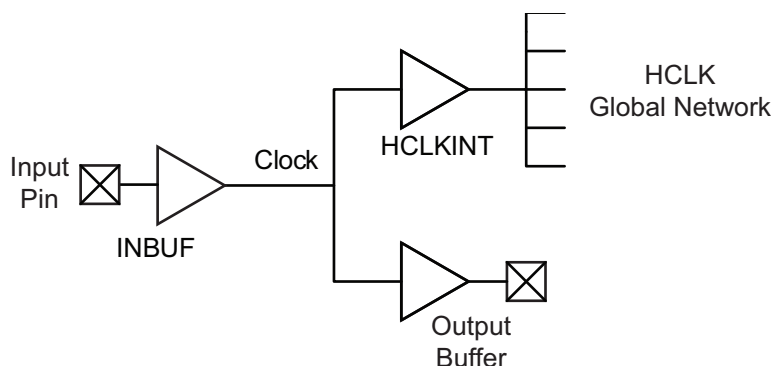 Input
Pin
INBUF
Clock
HCLKINT
HCLK
Global Network
Output
Buffer